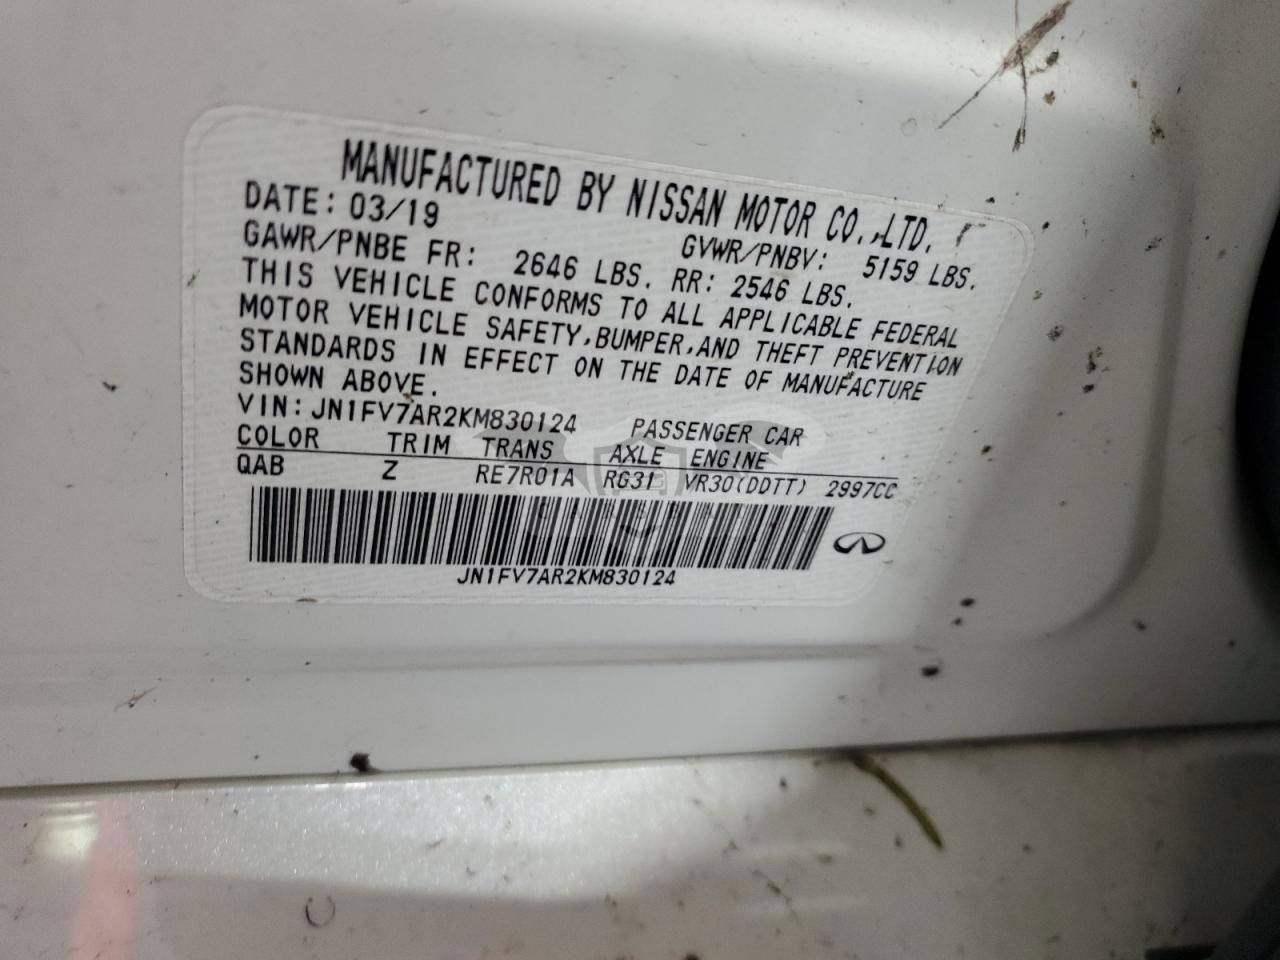 MANUFACTURED BY NISSAN MOTOR CO.,LTD.
DATE: 03/19 GVWR/PNBV: 5159 LBS.
GAWR/PNBE FR: 2646 LBS. RR: 2546 LBS.
THIS VEHICLE CONFORMS TO ALL APPLICABLE FEDERAL
MOTOR VEHICLE SAFETY,BUMPER,AND THEFT PREVENTION
STANDARDS IN EFFECT ON THE DATE OF MANUFACTURE
SHOWN ABOVE.
VIN: JN1FV7AR2KM830124 PASSENGER CAR
COLOR TRIM TRANS AXLE ENGINE
QAB Z RE7R01A RG31 VR30(DDTT) 2997CC
JN1FV7AR2KM830124